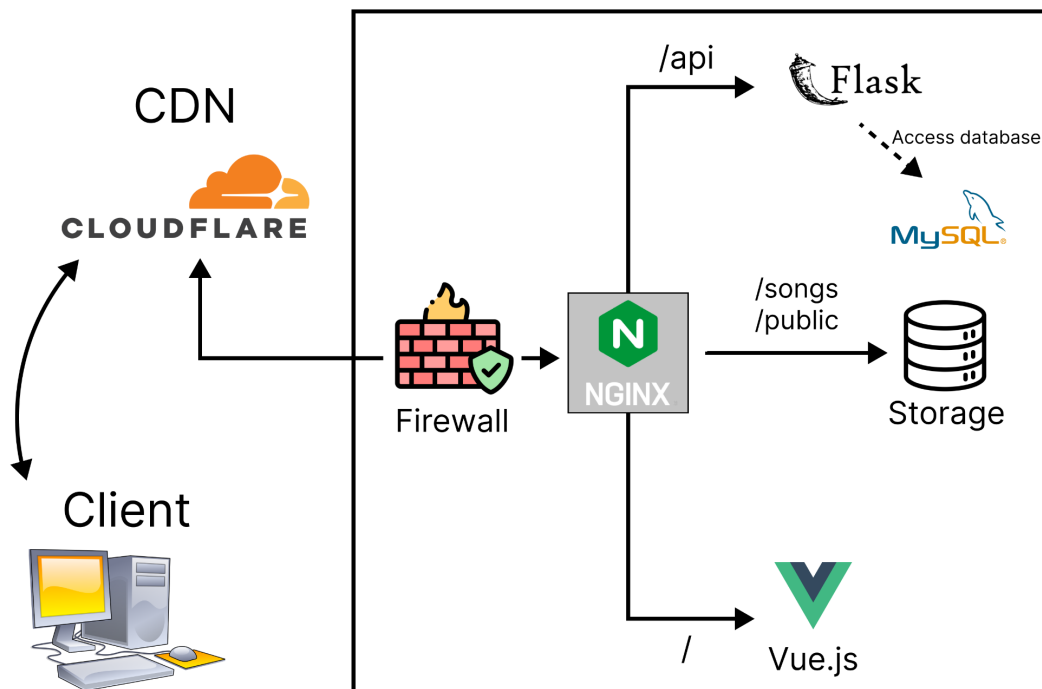 /api
Flask
CDN
Access database
CLOUDFLARE
MySQL®
/songs
/public
NGINX
Firewall
Storage
Client
/
Vue.js